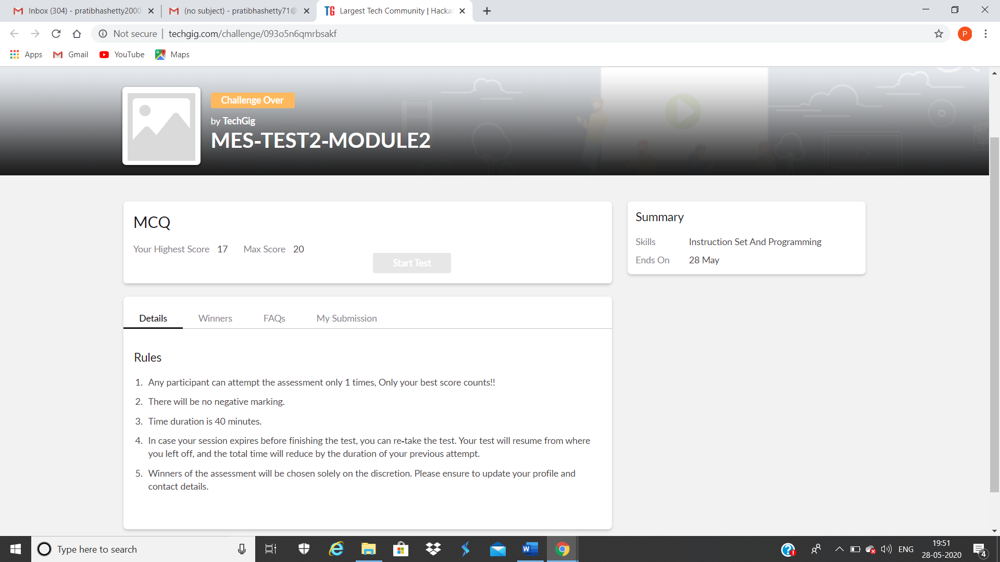 Inbox (304) - pratibhashetty2000
(no subject) - pratibhashetty71@
TG Largest Tech Community | Hacka
Not secure | techgig.com/challenge/093o5n6qmrbsakf
P
Apps Gmail YouTube Maps
Challenge Over
by TechGig
MES-TEST2-MODULE2
MCQ
Your Highest Score 17 Max Score 20
Start Test
Summary
Skills Instruction Set And Programming
Ends On 28 May
Details Winners FAQs My Submission
Rules
1. Any participant can attempt the assessment only 1 times, Only your best score counts!!
2. There will be no negative marking.
3. Time duration is 40 minutes.
4. In case your session expires before finishing the test, you can re-take the test. Your test will resume from where
you left off, and the total time will reduce by the duration of your previous attempt.
5. Winners of the assessment will be chosen solely on the discretion. Please ensure to update your profile and
contact details.
Type here to search
W
ENG
19:51
28-05-2020
4